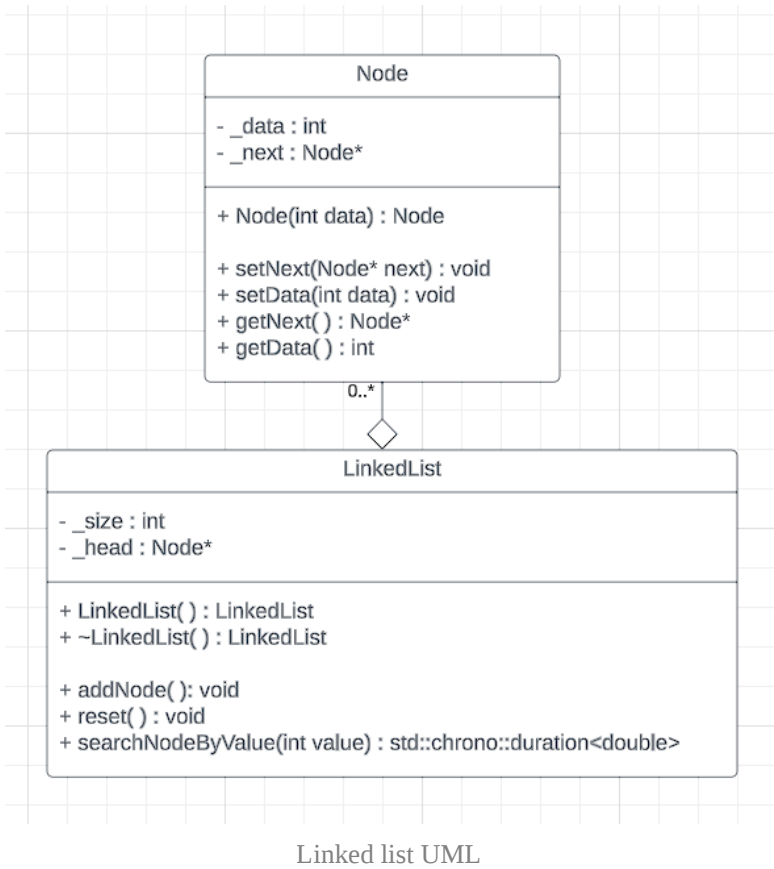 Node
- _data : int
- _next : Node*
+ Node(int data) : Node
+ setNext(Node* next) : void
+ setData(int data) : void
+ getNext( ) : Node*
+ getData( ) : int
0..*
LinkedList
- _size : int
- _head : Node*
+ LinkedList( ) : LinkedList
+ ~LinkedList( ) : LinkedList
+ addNode( ): void
+ reset( ) : void
+ searchNodeByValue(int value) : std::chrono::duration<double>
Linked list UML